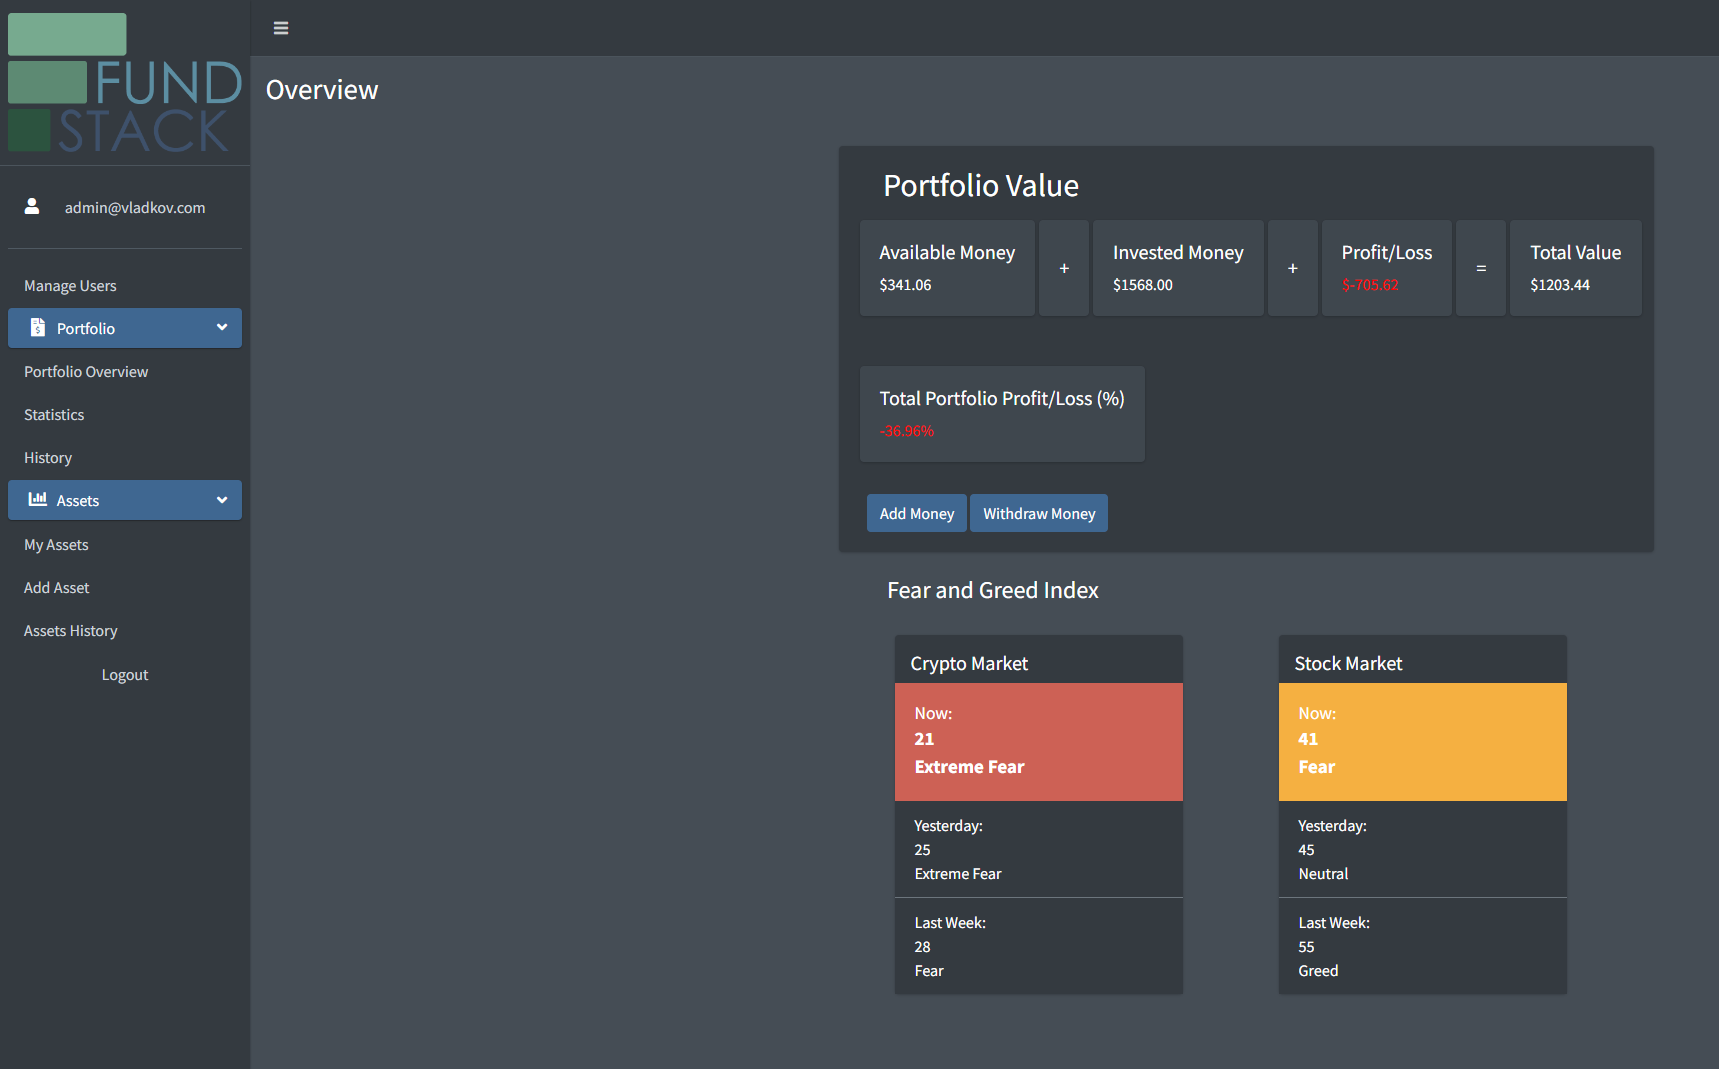 FUND
STACK
admin@vladkov.com
Manage Users
Portfolio
Portfolio Overview
Statistics
History
Assets
My Assets
Add Asset
Assets History
Logout
Overview
Portfolio Value
Available Money
$341.06
+
Invested Money
$1568.00
+
Profit/Loss
$-705.62
=
Total Value
$1203.44
Total Portfolio Profit/Loss (%)
-36.96%
Add Money
Withdraw Money
Fear and Greed Index
Crypto Market
Now:
21
Extreme Fear
Yesterday:
25
Extreme Fear
Last Week:
28
Fear
Stock Market
Now:
41
Fear
Yesterday:
45
Neutral
Last Week:
55
Greed